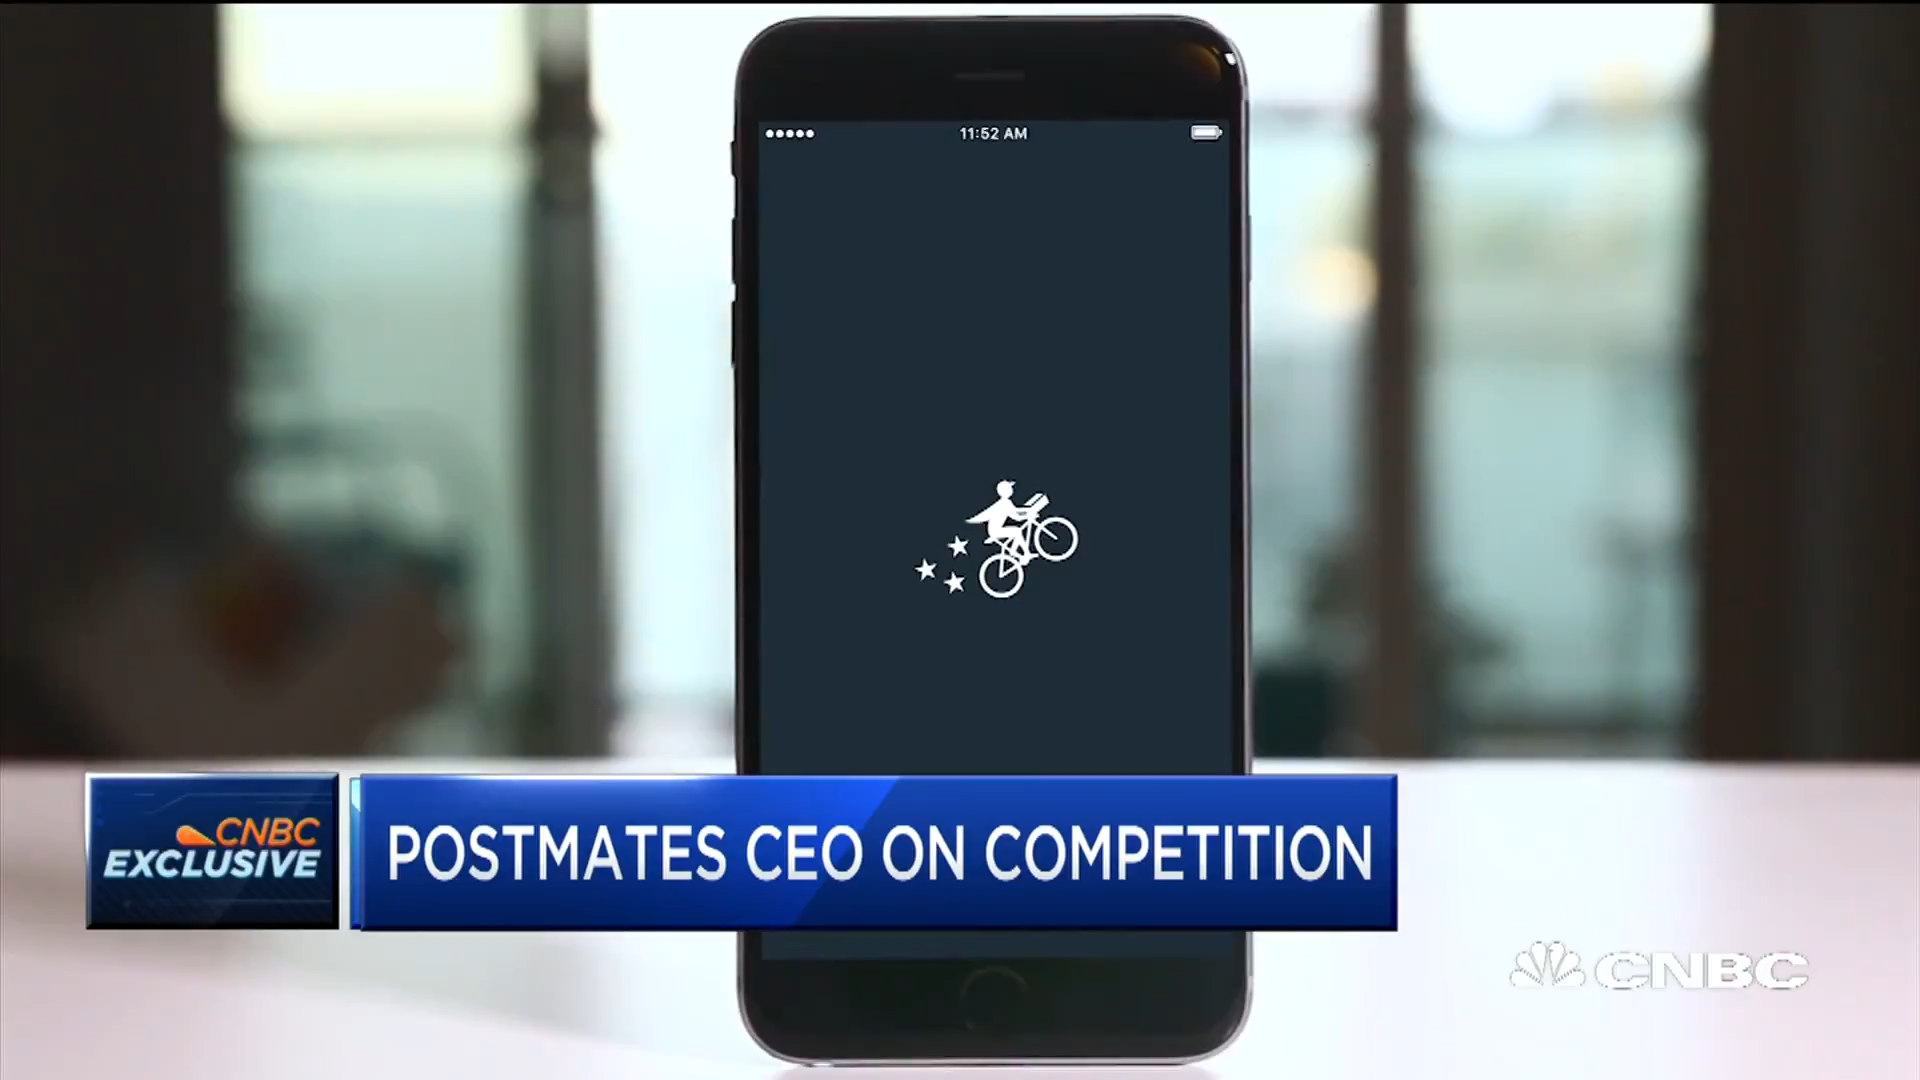 11:52 AM
CNBC
EXCLUSIVE
POSTMATES CEO ON COMPETITION
CNBC